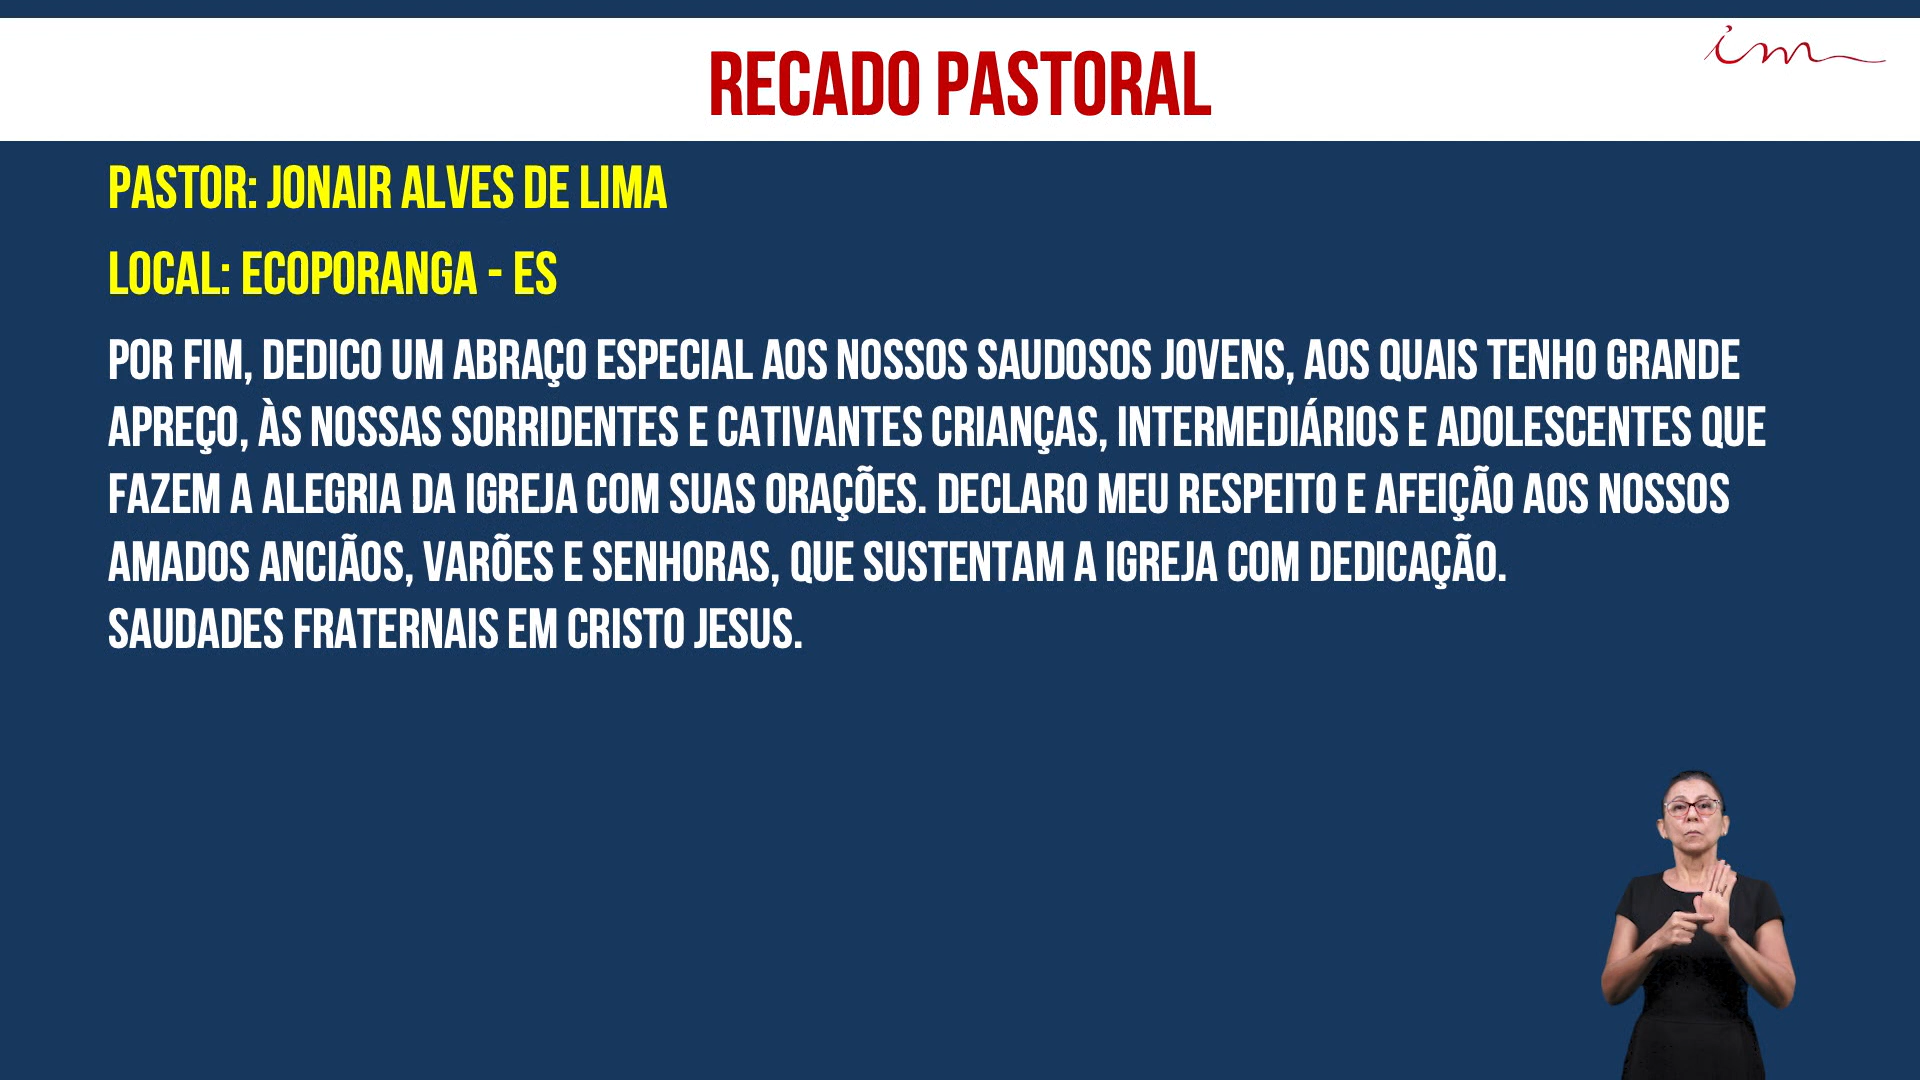 im
RECADO PASTORAL
PASTOR: JONAIR ALVES DE LIMA
LOCAL: ECOPORANGA - ES
POR FIM, DEDICO UM ABRAÇO ESPECIAL AOS NOSSOS SAUDOSOS JOVENS, AOS QUAIS TENHO GRANDE
APREÇO, ÀS NOSSAS SORRIDENTES E CATIVANTES CRIANÇAS, INTERMEDIÁRIOS E ADOLESCENTES QUE
FAZEM A ALEGRIA DA IGREJA COM SUAS ORAÇÕES. DECLARO MEU RESPEITO E AFEIÇÃO AOS NOSSOS
AMADOS ANCIÃOS, VARÕES E SENHORAS, QUE SUSTENTAM A IGREJA COM DEDICAÇÃO.
SAUDADES FRATERNAIS EM CRISTO JESUS.